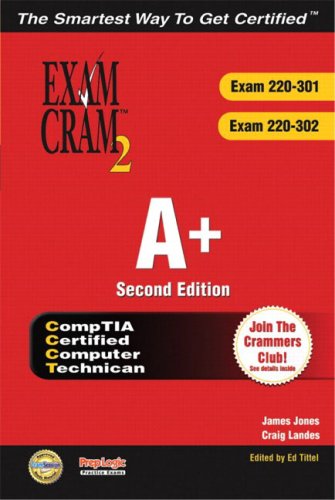 The Smartest Way To Get Certified™
EXAM
CRAM™
2
Exam 220-301
Exam 220-302
A+
Second Edition
CompTIA
Certified
Computer
Technican
Join The
Crammers
Club!
See details inside
James Jones
Craig Landes
Edited by Ed Tittel
PrepLogic
Practice Exams